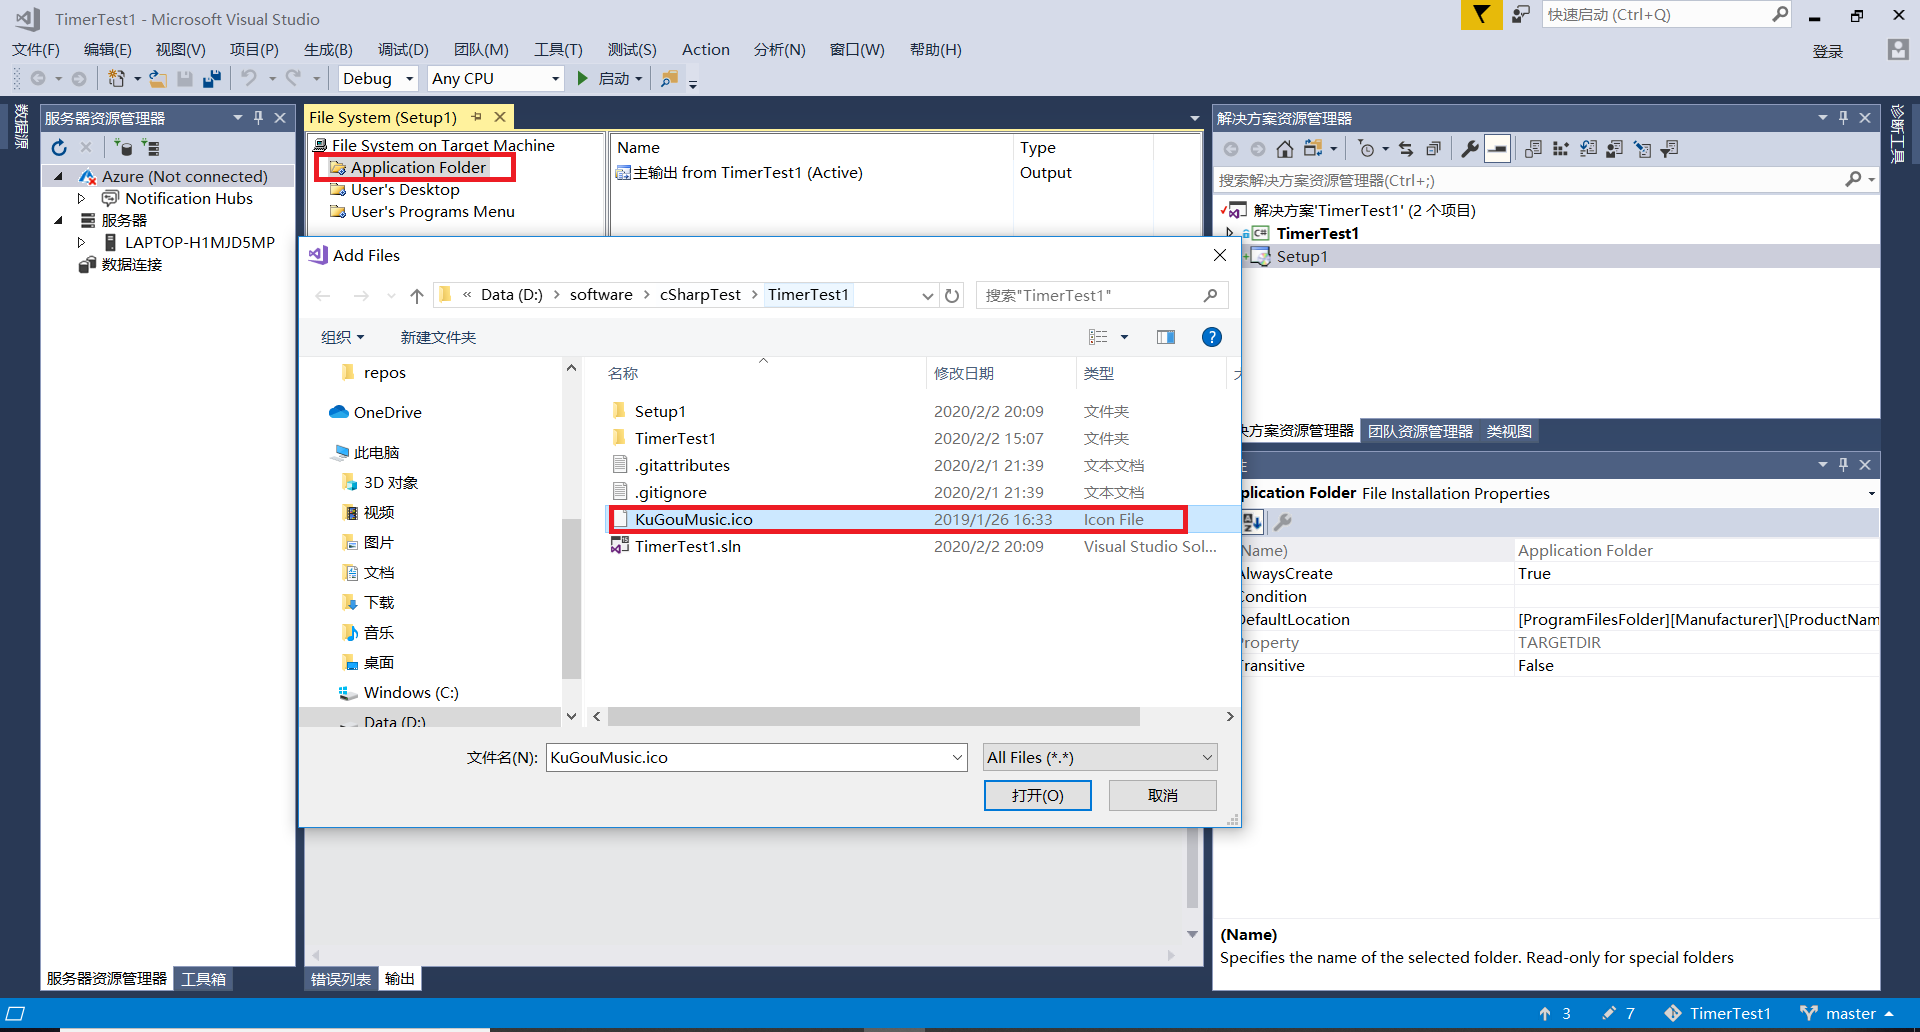 TimerTest1 - Microsoft Visual Studio
快速启动 (Ctrl+Q)
文件(F) 编辑(E) 视图(V) 项目(P) 生成(B) 调试(D) 团队(M) 工具(T) 测试(S) Action 分析(N) 窗口(W) 帮助(H)
登录
Debug Any CPU 启动
数据源
服务器资源管理器
Azure (Not connected)
Notification Hubs
服务器
LAPTOP-H1MJD5MP
数据连接
服务器资源管理器 工具箱
File System (Setup1)
File System on Target Machine
Application Folder
User's Desktop
User's Programs Menu
Name Type
主输出 from TimerTest1 (Active) Output
Add Files
« Data (D:) software cSharpTest TimerTest1
搜索"TimerTest1"
组织 新建文件夹
repos
OneDrive
此电脑
3D 对象
视频
图片
文档
下载
音乐
桌面
Windows (C:)
Data (D:)
名称 修改日期 类型
Setup1 2020/2/2 20:09 文件夹
TimerTest1 2020/2/2 15:07 文件夹
.gitattributes 2020/2/1 21:39 文本文档
.gitignore 2020/2/1 21:39 文本文档
KuGouMusic.ico 2019/1/26 16:33 Icon File
TimerTest1.sln 2020/2/2 20:09 Visual Studio Sol...
文件名(N): KuGouMusic.ico All Files (*.*)
打开(O) 取消
错误列表 输出
解决方案资源管理器
搜索解决方案资源管理器(Ctrl+;)
解决方案'TimerTest1' (2 个项目)
C# TimerTest1
Setup1
方案资源管理器 团队资源管理器 类视图
plication Folder File Installation Properties
Name) Application Folder
AlwaysCreate True
Condition
DefaultLocation [ProgramFilesFolder][Manufacturer]\[ProductNam
Property TARGETDIR
Transitive False
(Name)
Specifies the name of the selected folder. Read-only for special folders
诊断工具
3 7 TimerTest1 master